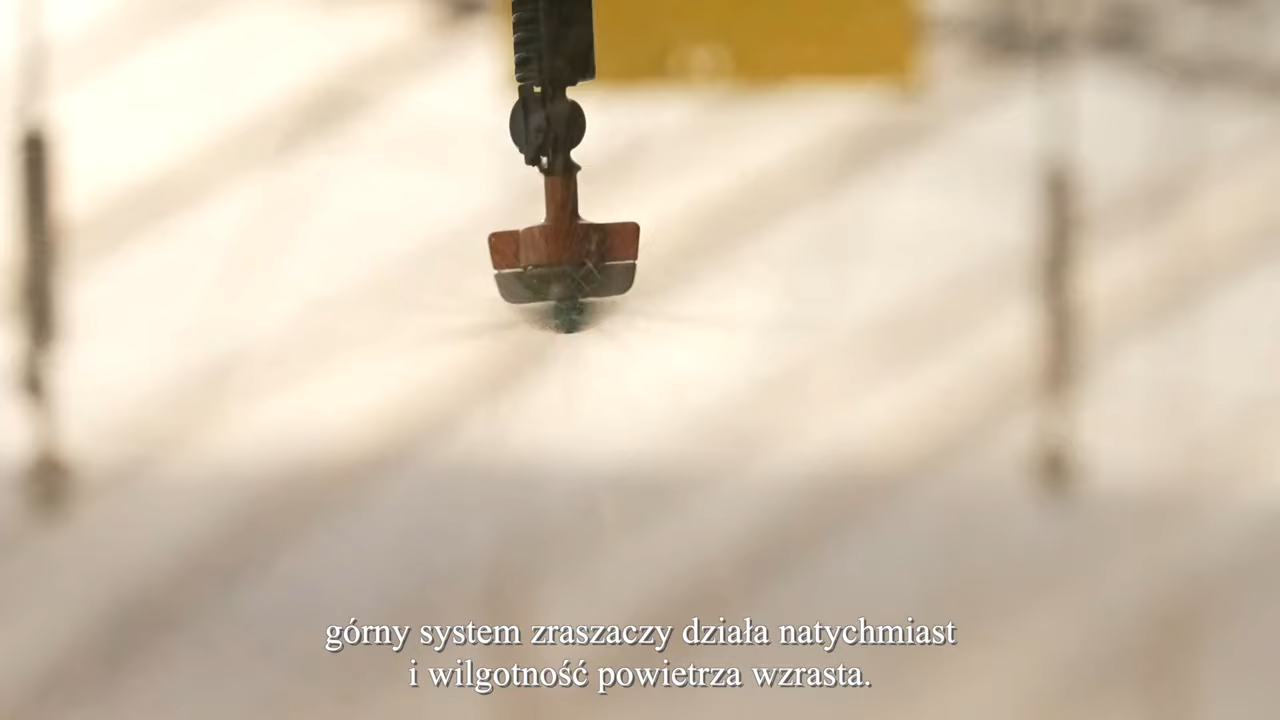 górny system zraszaczy działa natychmiast
i wilgotność powietrza wzrasta.